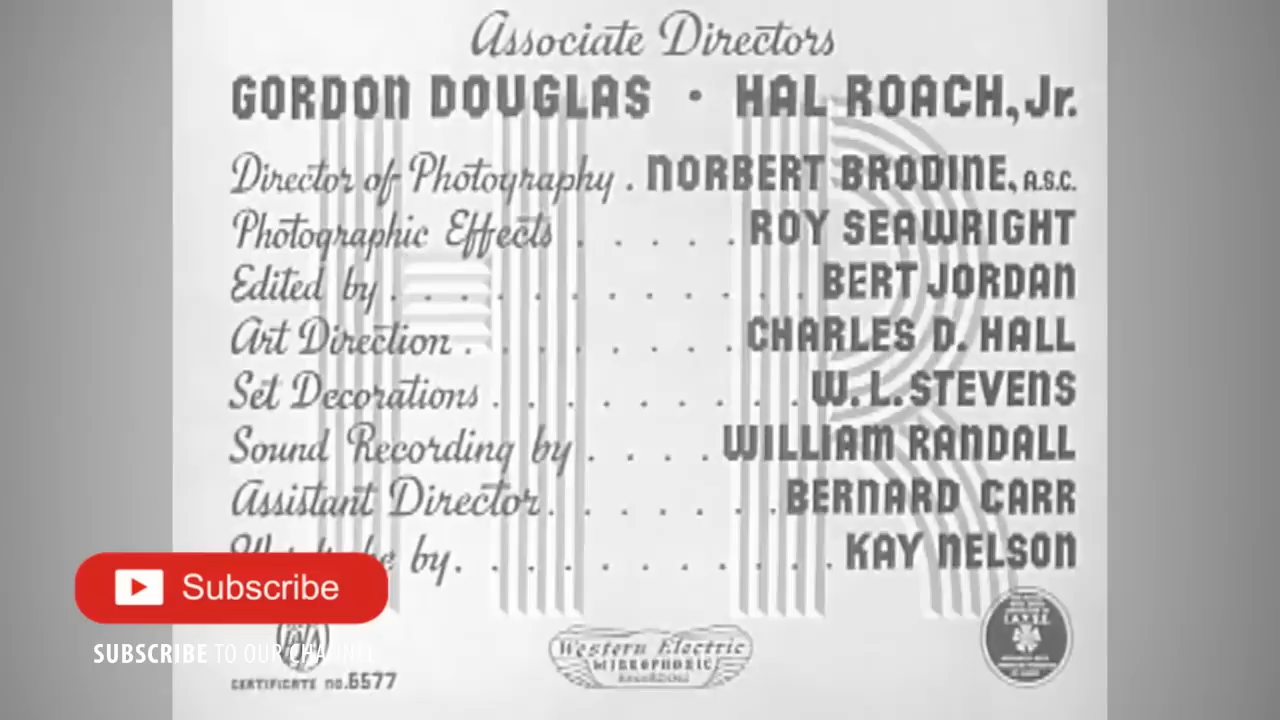 Associate Directors
GORDON DOUGLAS • HAL ROACH, Jr.
Director of Photography . NORBERT BRODINE, A.S.C.
Photographic Effects . . . . . ROY SEAWRIGHT
Edited by . . . . . . . . . . . . . BERT JORDAN
Art Direction . . . . . . . . . CHARLES D. HALL
Set Decorations . . . . . . . . . W. L. STEVENS
Sound Recording by . . . . WILLIAM RANDALL
Assistant Director . . . . . . . BERNARD CARR
by . . . . . . . . . . . . KAY NELSON
Subscribe
SUBSCRIBE TO OUR CHANNEL
Western Electric
MIRROPHONIC
RECORDING
I.A.T.S.E.
CERTIFICATE no. 6577